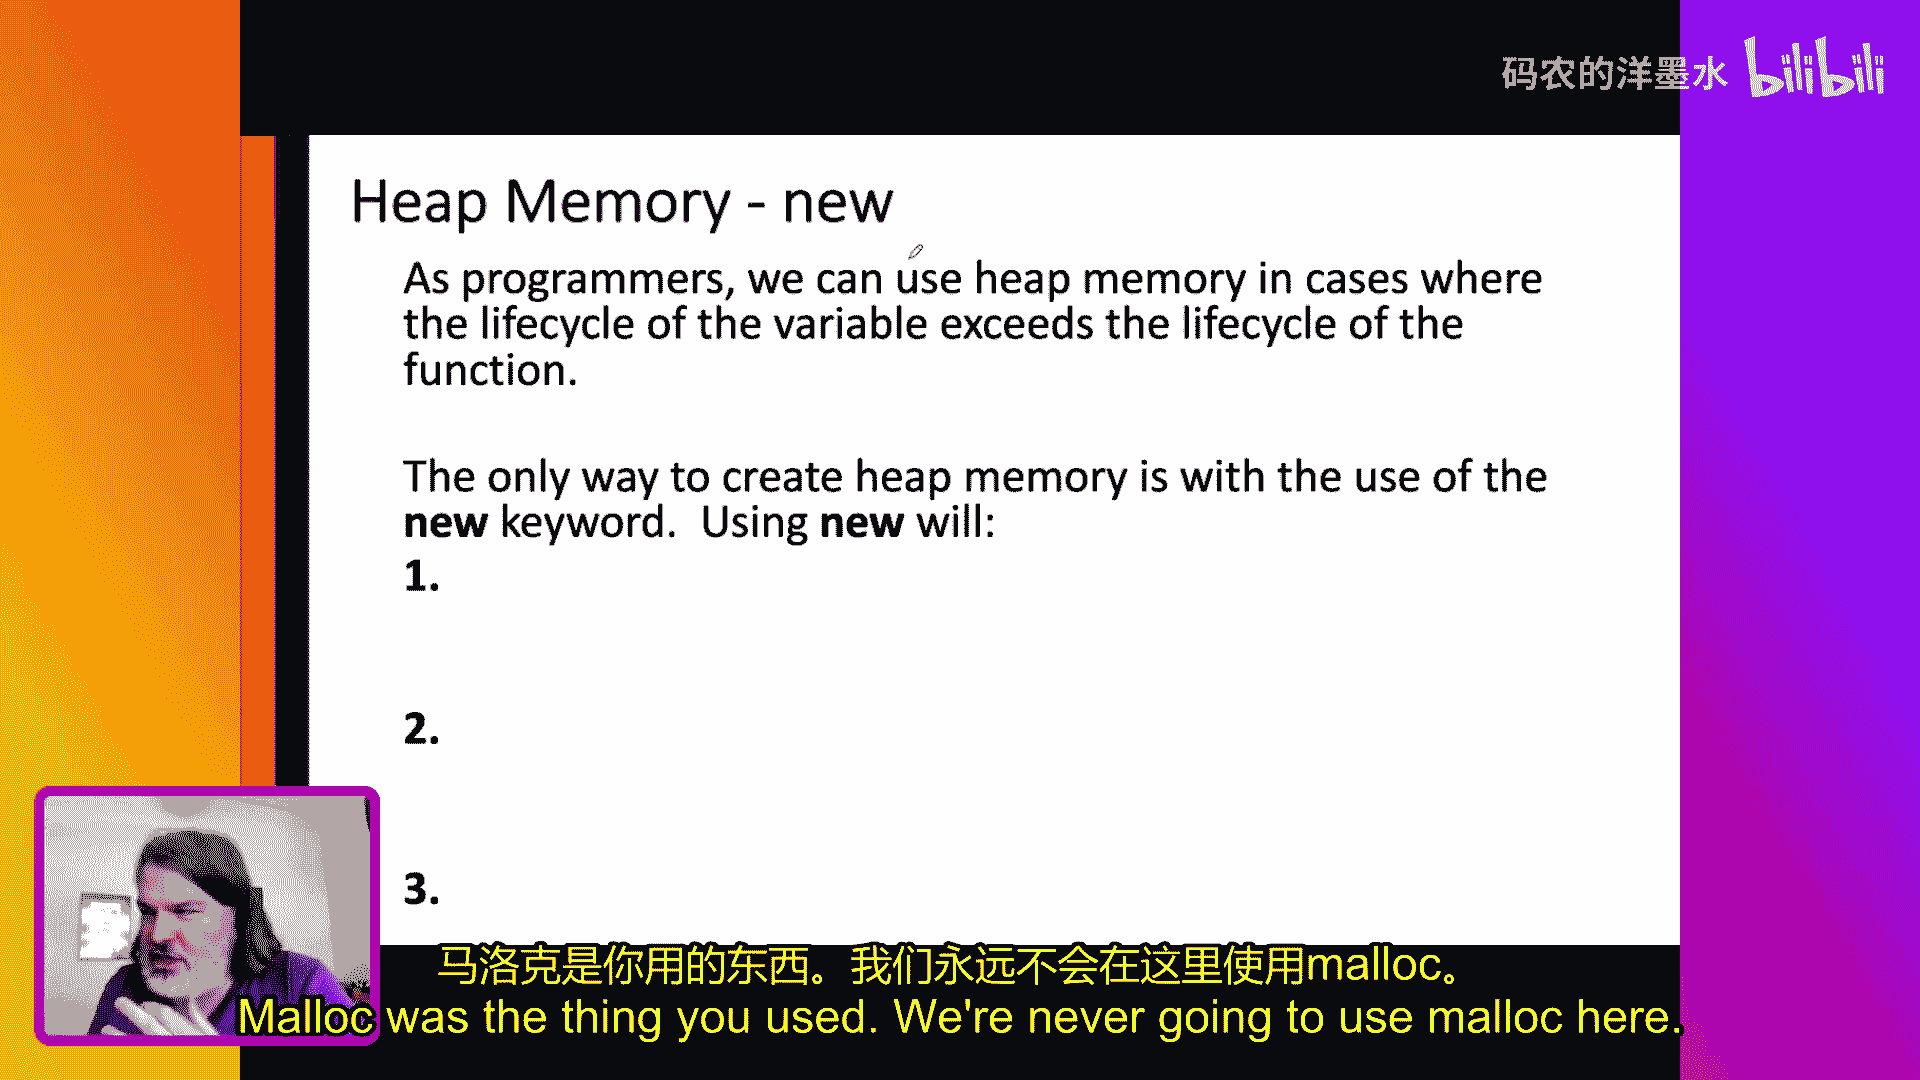 码农的洋墨水 bilibili
Heap Memory - new
As programmers, we can use heap memory in cases where
the lifecycle of the variable exceeds the lifecycle of the
function.
The only way to create heap memory is with the use of the
new keyword. Using new will:
1.
2.
3.
马洛克是你用的东西。我们永远不会在这里使用malloc。
Malloc was the thing you used. We're never going to use malloc here.